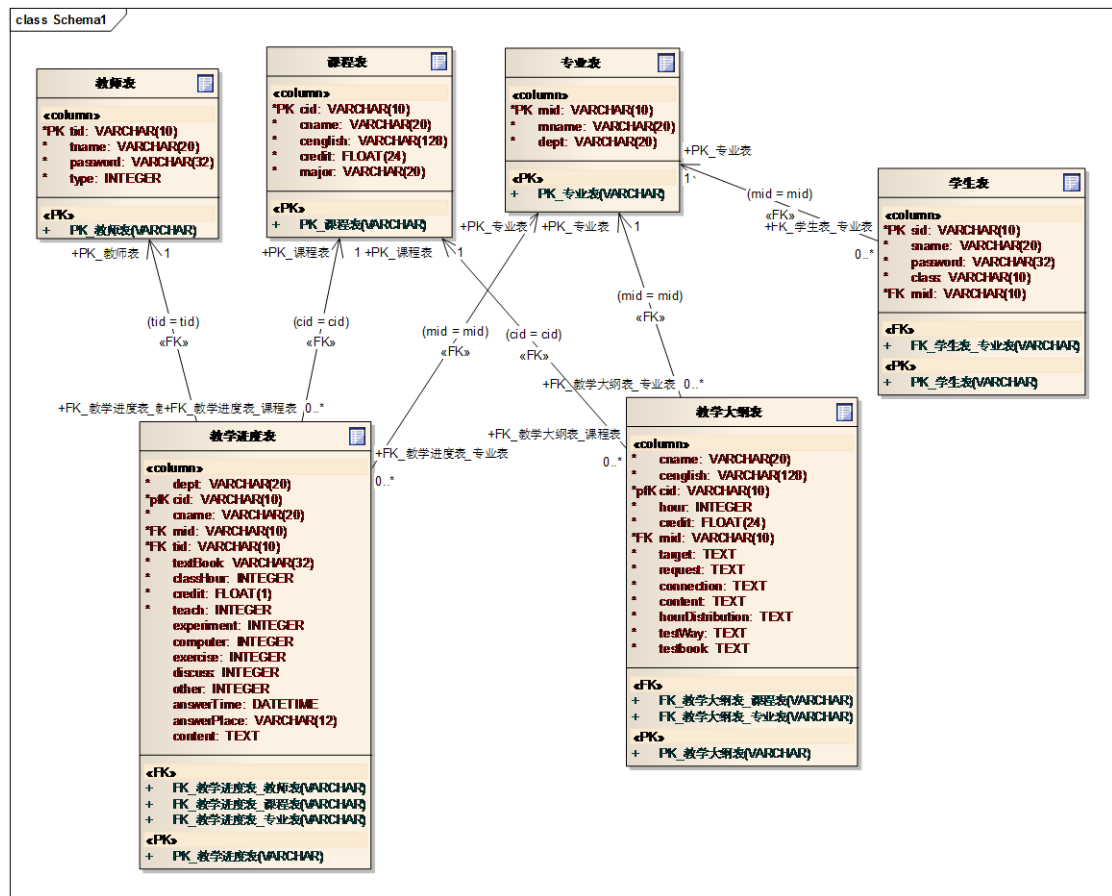 class Schema1
教师表
«column»
*PK tid: VARCHAR(10)
* tname: VARCHAR(20)
* password: VARCHAR(32)
* type: INTEGER
«PK»
+ PK_教师表(VARCHAR)
课程表
«column»
*PK cid: VARCHAR(10)
* cname: VARCHAR(20)
* cenglish: VARCHAR(128)
* credit: FLOAT(24)
* major: VARCHAR(20)
«PK»
+ PK_课程表(VARCHAR)
专业表
«column»
*PK mid: VARCHAR(10)
* mname: VARCHAR(20)
* dept: VARCHAR(20)
«PK»
+ PK_专业表(VARCHAR)
学生表
«column»
*PK sid: VARCHAR(10)
* sname: VARCHAR(20)
* password: VARCHAR(32)
* class: VARCHAR(10)
*FK mid: VARCHAR(10)
«FK»
+ FK_学生表_专业表(VARCHAR)
«PK»
+ PK_学生表(VARCHAR)
+PK_专业表
1
(mid = mid)
«FK»
+FK_学生表_专业表
0..*
+PK_教师表 1
+PK_课程表 1
+PK_课程表 1
+PK_专业表
+PK_专业表 1
(tid = tid)
«FK»
(cid = cid)
«FK»
(mid = mid)
«FK»
(cid = cid)
«FK»
(mid = mid)
«FK»
+FK_教学大纲表_专业表 0..*
+FK_教学进度表_
+FK_教学进度表_课程表 0..*
+FK_教学大纲表_课程表
0..*
+FK_教学进度表_专业表
0..*
教学进度表
«column»
* dept: VARCHAR(20)
*pfK cid: VARCHAR(10)
* cname: VARCHAR(20)
*FK mid: VARCHAR(10)
*FK tid: VARCHAR(10)
* textBook: VARCHAR(32)
* classHour: INTEGER
* credit: FLOAT(1)
* teach: INTEGER
experiment: INTEGER
computer: INTEGER
exercise: INTEGER
discuss: INTEGER
other: INTEGER
answerTime: DATETIME
answerPlace: VARCHAR(12)
content: TEXT
«FK»
+ FK_教学进度表_教师表(VARCHAR)
+ FK_教学进度表_课程表(VARCHAR)
+ FK_教学进度表_专业表(VARCHAR)
«PK»
+ PK_教学进度表(VARCHAR)
教学大纲表
«column»
* cname: VARCHAR(20)
* cenglish: VARCHAR(128)
*pfK cid: VARCHAR(10)
* hour: INTEGER
* credit: FLOAT(24)
*FK mid: VARCHAR(10)
* target: TEXT
* request: TEXT
* connection: TEXT
* content: TEXT
* hourDistribution: TEXT
* testWay: TEXT
* testbook: TEXT
«FK»
+ FK_教学大纲表_课程表(VARCHAR)
+ FK_教学大纲表_专业表(VARCHAR)
«PK»
+ PK_教学大纲表(VARCHAR)